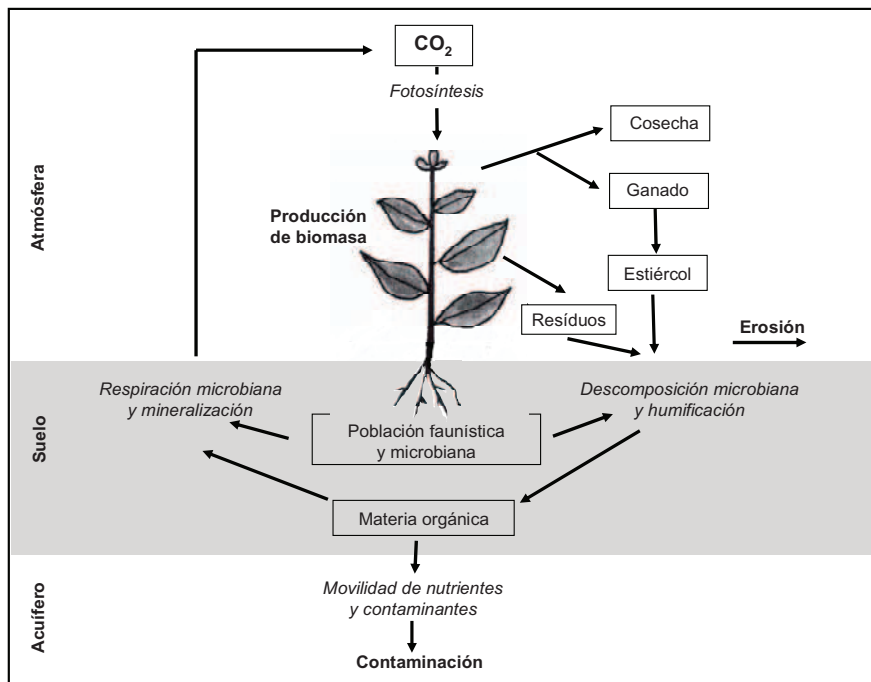 CO₂
Fotosíntesis
Cosecha
Ganado
Producción
de biomasa
Atmósfera
Estiércol
Resíduos
Erosión
Respiración microbiana
y mineralización
Descomposición microbiana
y humificación
Población faunística
y microbiana
Suelo
Materia orgánica
Movilidad de nutrientes
y contaminantes
Acuífero
Contaminación